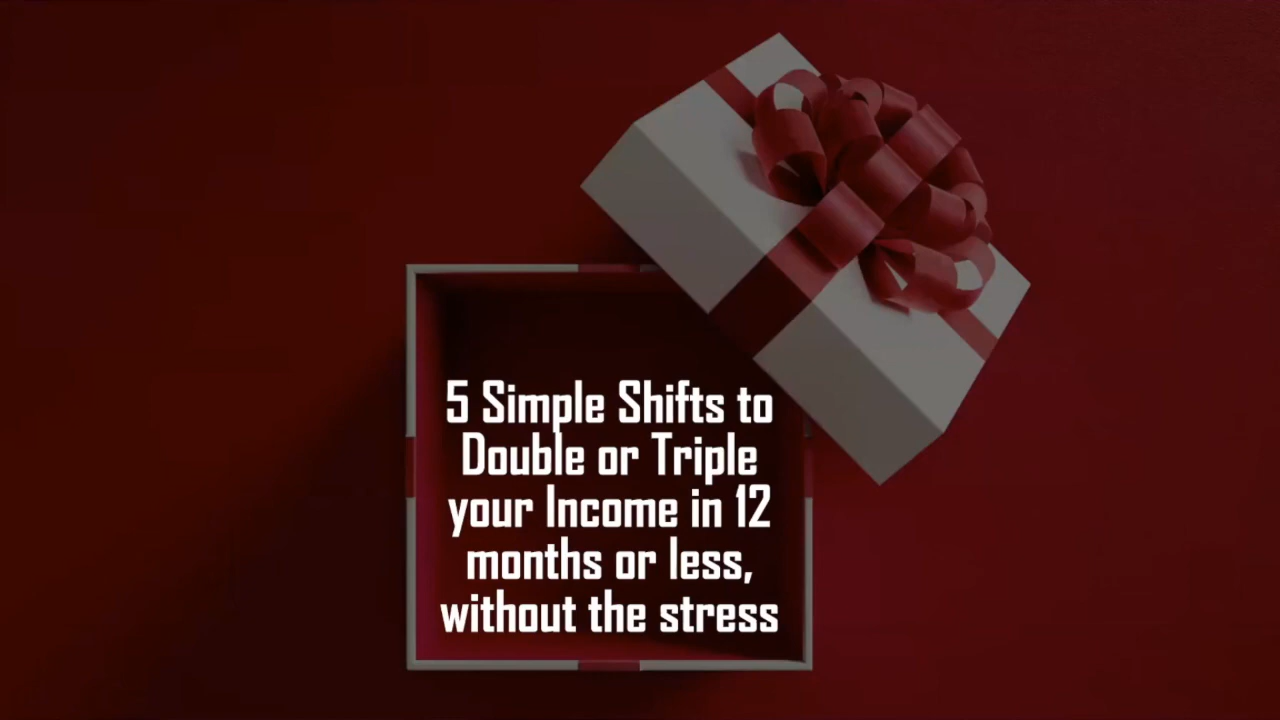 5 Simple Shifts to
Double or Triple
your Income in 12
months or less,
without the stress